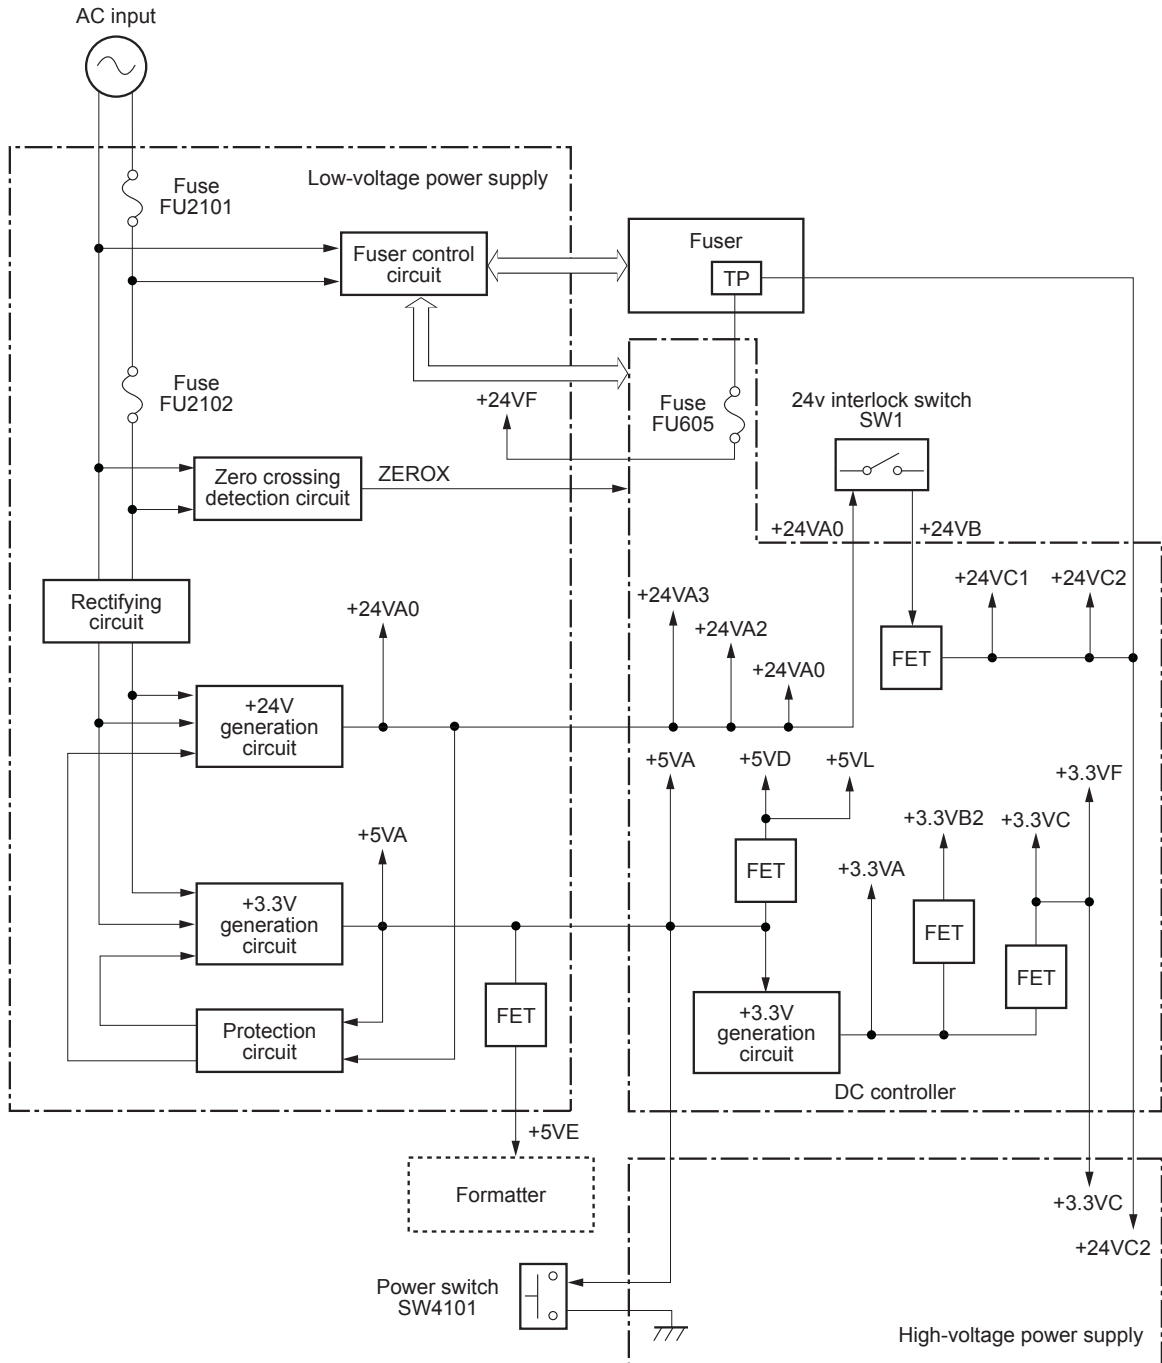 AC input
Low-voltage power supply
Fuse
FU2101
Fuser control
circuit
Fuser
TP
Fuse
FU2102
+24VF
Fuse
FU605
24v interlock switch
SW1
Zero crossing
detection circuit
ZEROX
+24VA0
+24VB
Rectifying
circuit
+24VA0
+24VA3
+24VA2
+24VA0
+24VC1
+24VC2
FET
+24V
generation
circuit
+5VA
+5VD
+5VL
+3.3VF
+5VA
+3.3VB2
+3.3VC
+3.3VA
FET
FET
FET
+3.3V
generation
circuit
FET
Protection
circuit
+3.3V
generation
circuit
DC controller
+5VE
Formatter
+3.3VC
+24VC2
Power switch
SW4101
High-voltage power supply